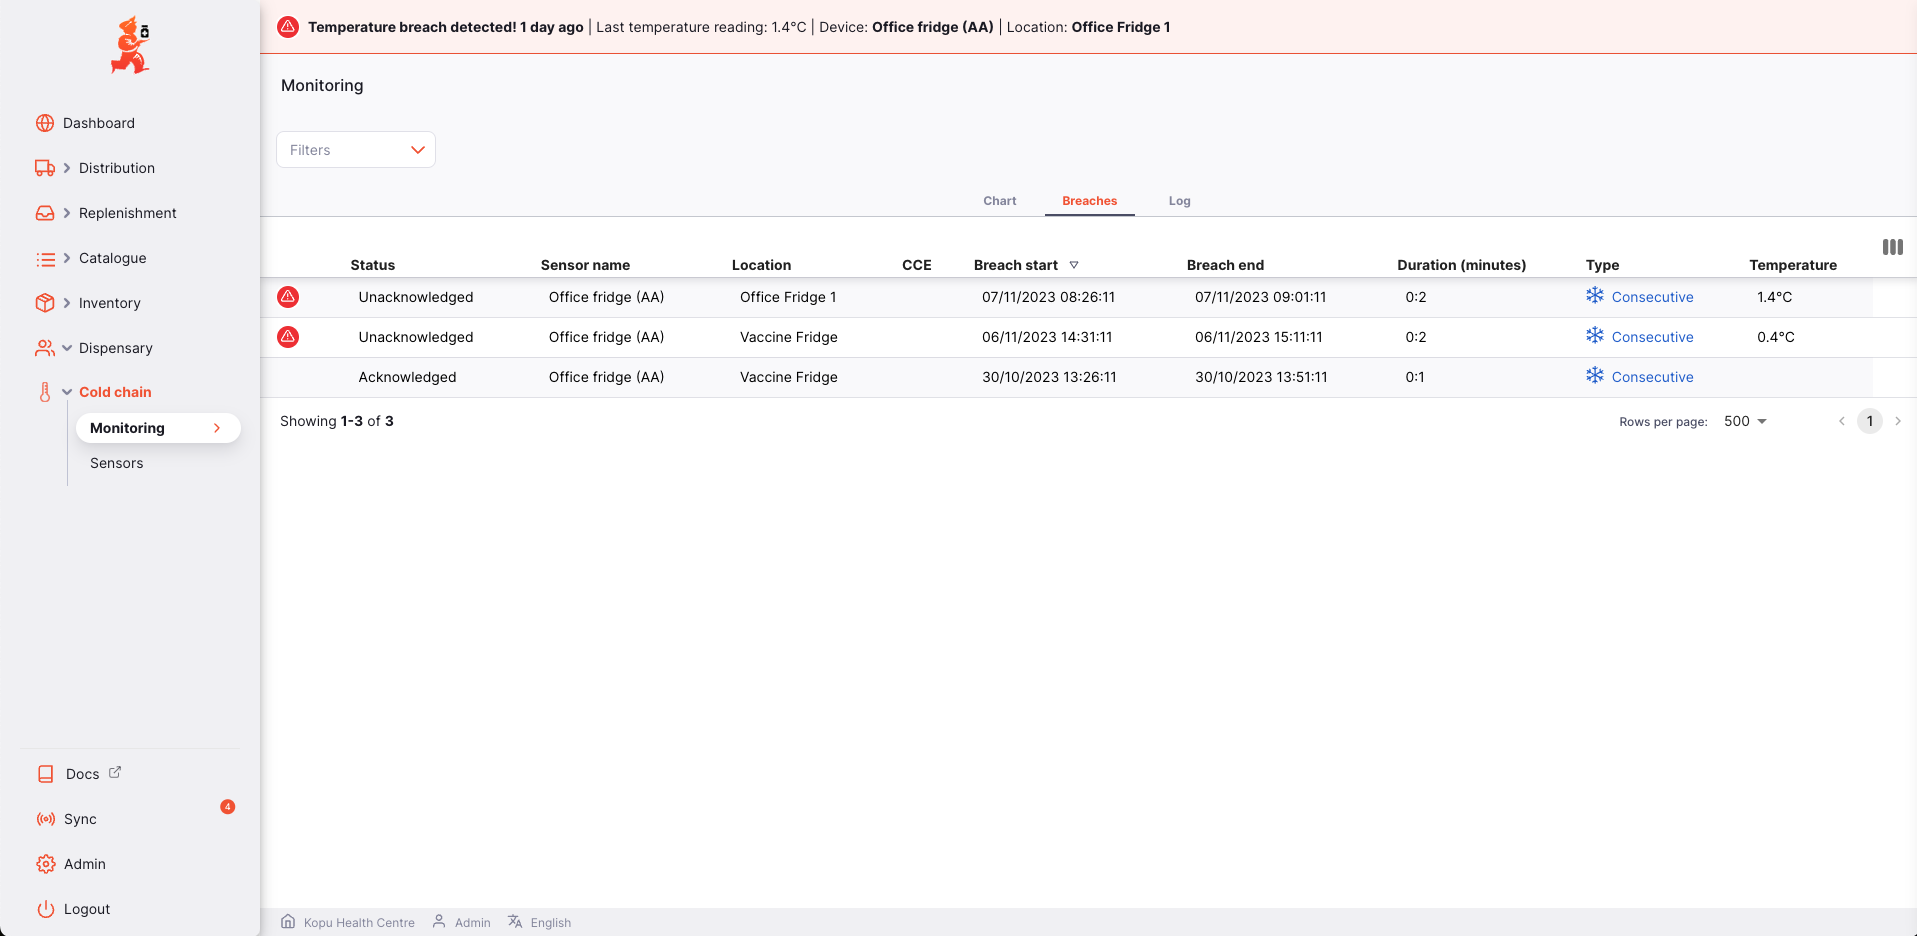 Temperature breach detected! 1 day ago | Last temperature reading: 1.4°C | Device: Office fridge (AA) | Location: Office Fridge 1
Dashboard
Distribution
Replenishment
Catalogue
Inventory
Dispensary
Cold chain
Monitoring
Sensors
Docs
Sync 4
Admin
Logout
Monitoring
Filters
Chart Breaches Log
Status Sensor name Location CCE Breach start Breach end Duration (minutes) Type Temperature
Unacknowledged Office fridge (AA) Office Fridge 1 07/11/2023 08:26:11 07/11/2023 09:01:11 0:2 Consecutive 1.4°C
Unacknowledged Office fridge (AA) Vaccine Fridge 06/11/2023 14:31:11 06/11/2023 15:11:11 0:2 Consecutive 0.4°C
Acknowledged Office fridge (AA) Vaccine Fridge 30/10/2023 13:26:11 30/10/2023 13:51:11 0:1 Consecutive
Showing 1-3 of 3 Rows per page: 500 1
Kopu Health Centre Admin English